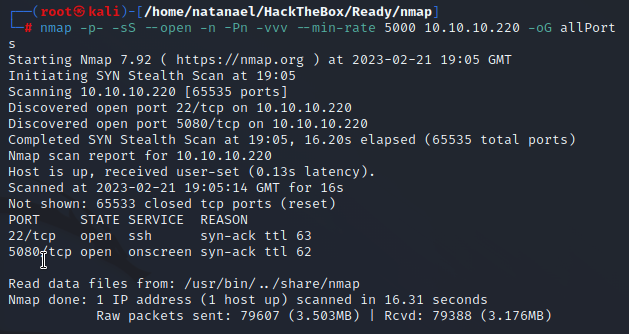 ┌──(root㉿kali)-[/home/natanael/HackTheBox/Ready/nmap]
└─# nmap -p- -sS --open -n -Pn -vvv --min-rate 5000 10.10.10.220 -oG allPort
s
Starting Nmap 7.92 ( https://nmap.org ) at 2023-02-21 19:05 GMT
Initiating SYN Stealth Scan at 19:05
Scanning 10.10.10.220 [65535 ports]
Discovered open port 22/tcp on 10.10.10.220
Discovered open port 5080/tcp on 10.10.10.220
Completed SYN Stealth Scan at 19:05, 16.20s elapsed (65535 total ports)
Nmap scan report for 10.10.10.220
Host is up, received user-set (0.13s latency).
Scanned at 2023-02-21 19:05:14 GMT for 16s
Not shown: 65533 closed tcp ports (reset)
PORT     STATE SERVICE  REASON
22/tcp   open  ssh      syn-ack ttl 63
5080/tcp open  onscreen syn-ack ttl 62

Read data files from: /usr/bin/../share/nmap
Nmap done: 1 IP address (1 host up) scanned in 16.31 seconds
           Raw packets sent: 79607 (3.503MB) | Rcvd: 79388 (3.176MB)